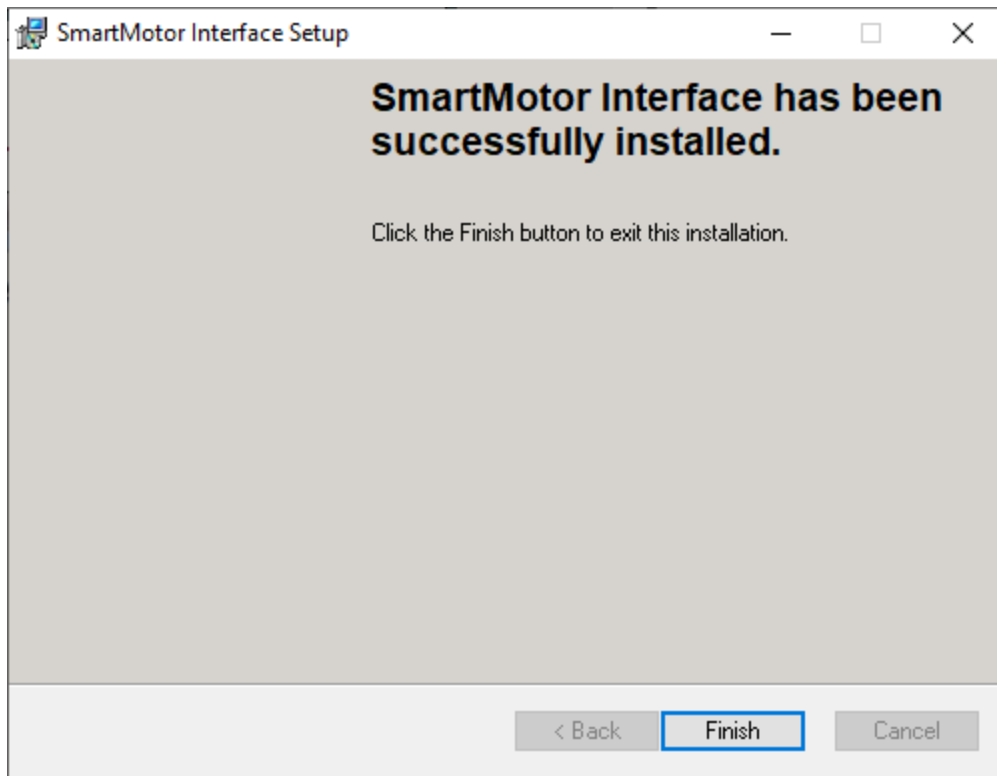 SmartMotor Interface Setup
SmartMotor Interface has been
successfully installed.
Click the Finish button to exit this installation.
< Back
Finish
Cancel